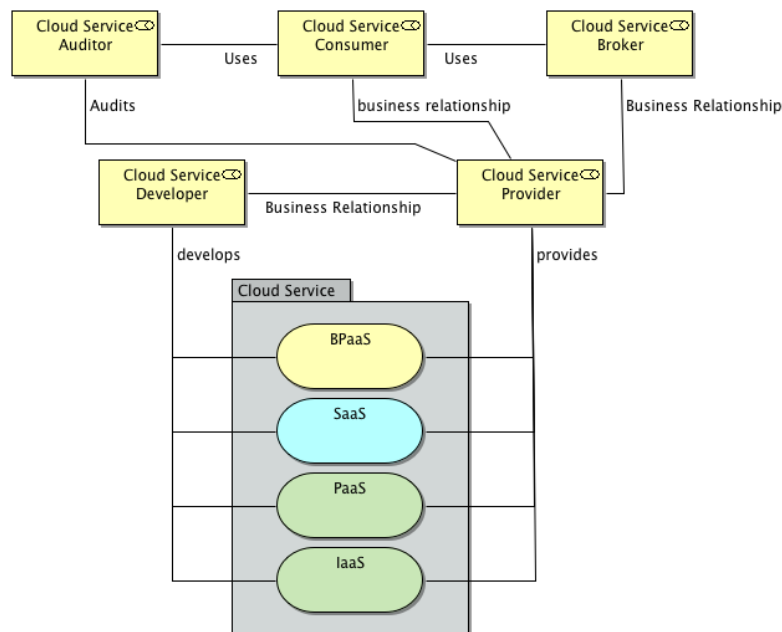 Cloud Service
Auditor
Uses
Cloud Service
Consumer
Uses
Cloud Service
Broker
Audits
business relationship
Business Relationship
Cloud Service
Developer
Business Relationship
Cloud Service
Provider
develops
provides
Cloud Service
BPaaS
SaaS
PaaS
IaaS